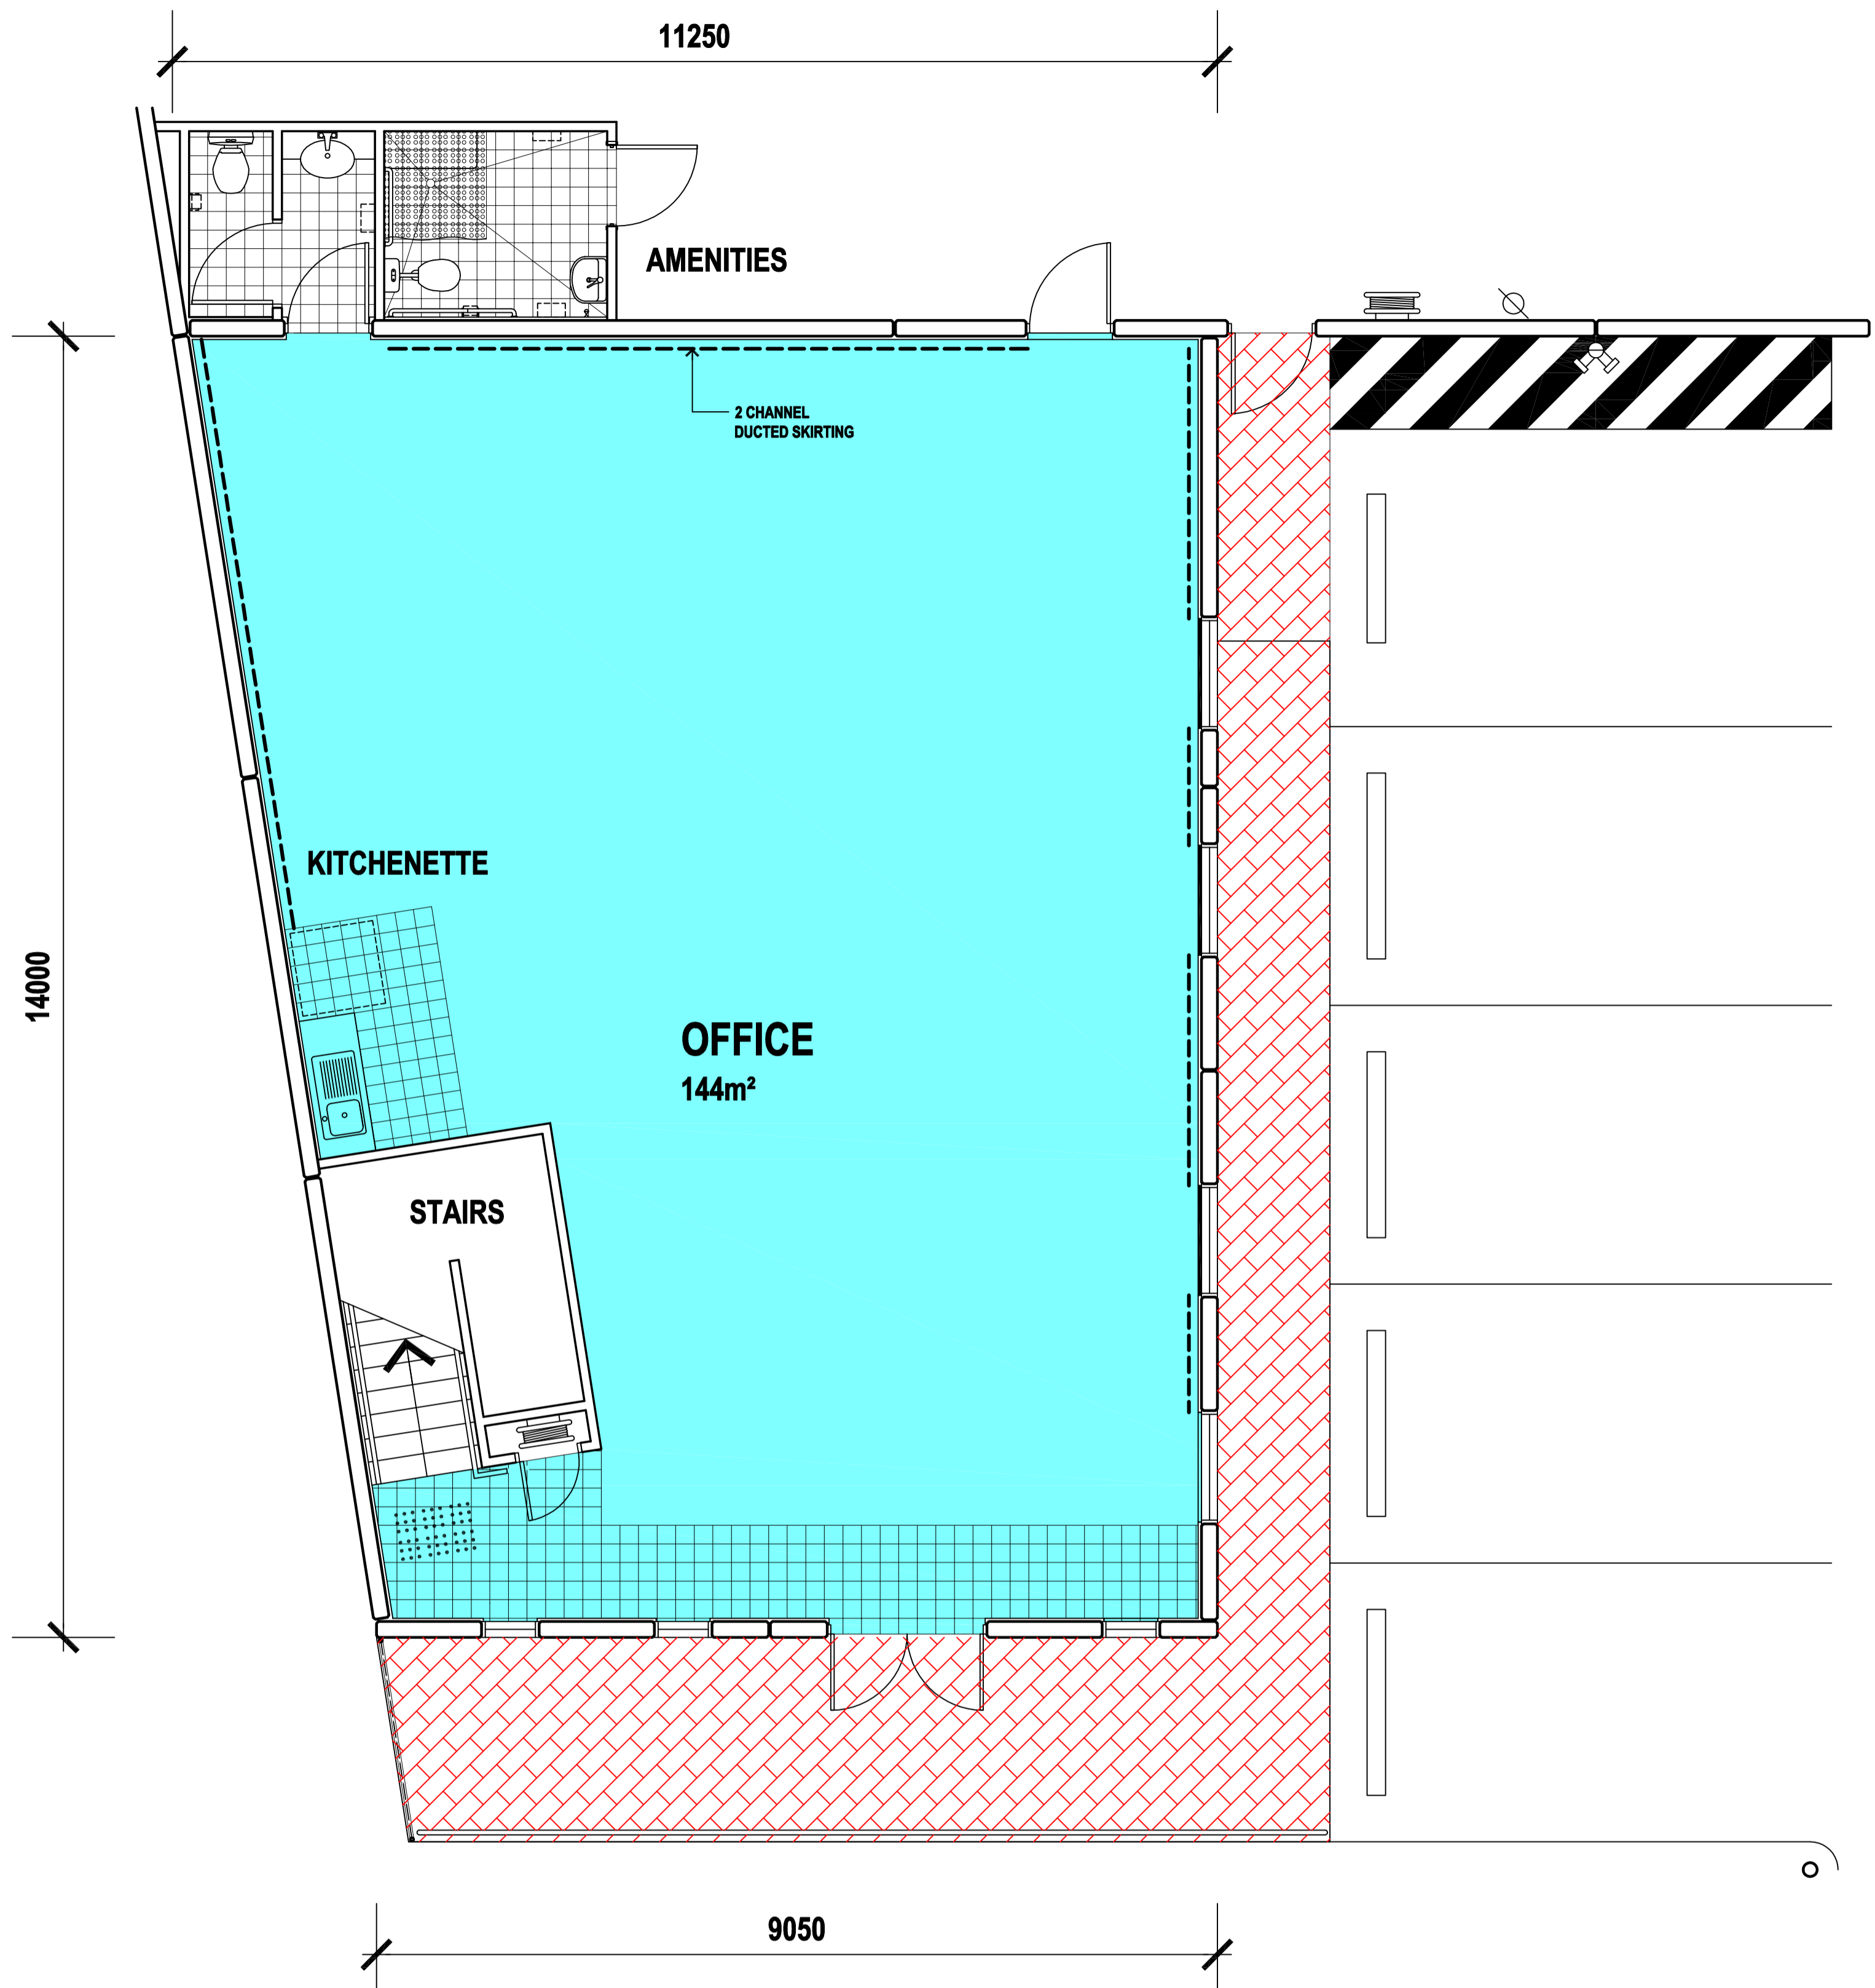 11250
AMENITIES
2 CHANNEL
DUCTED SKIRTING
KITCHENETTE
14000
OFFICE
144m²
STAIRS
9050